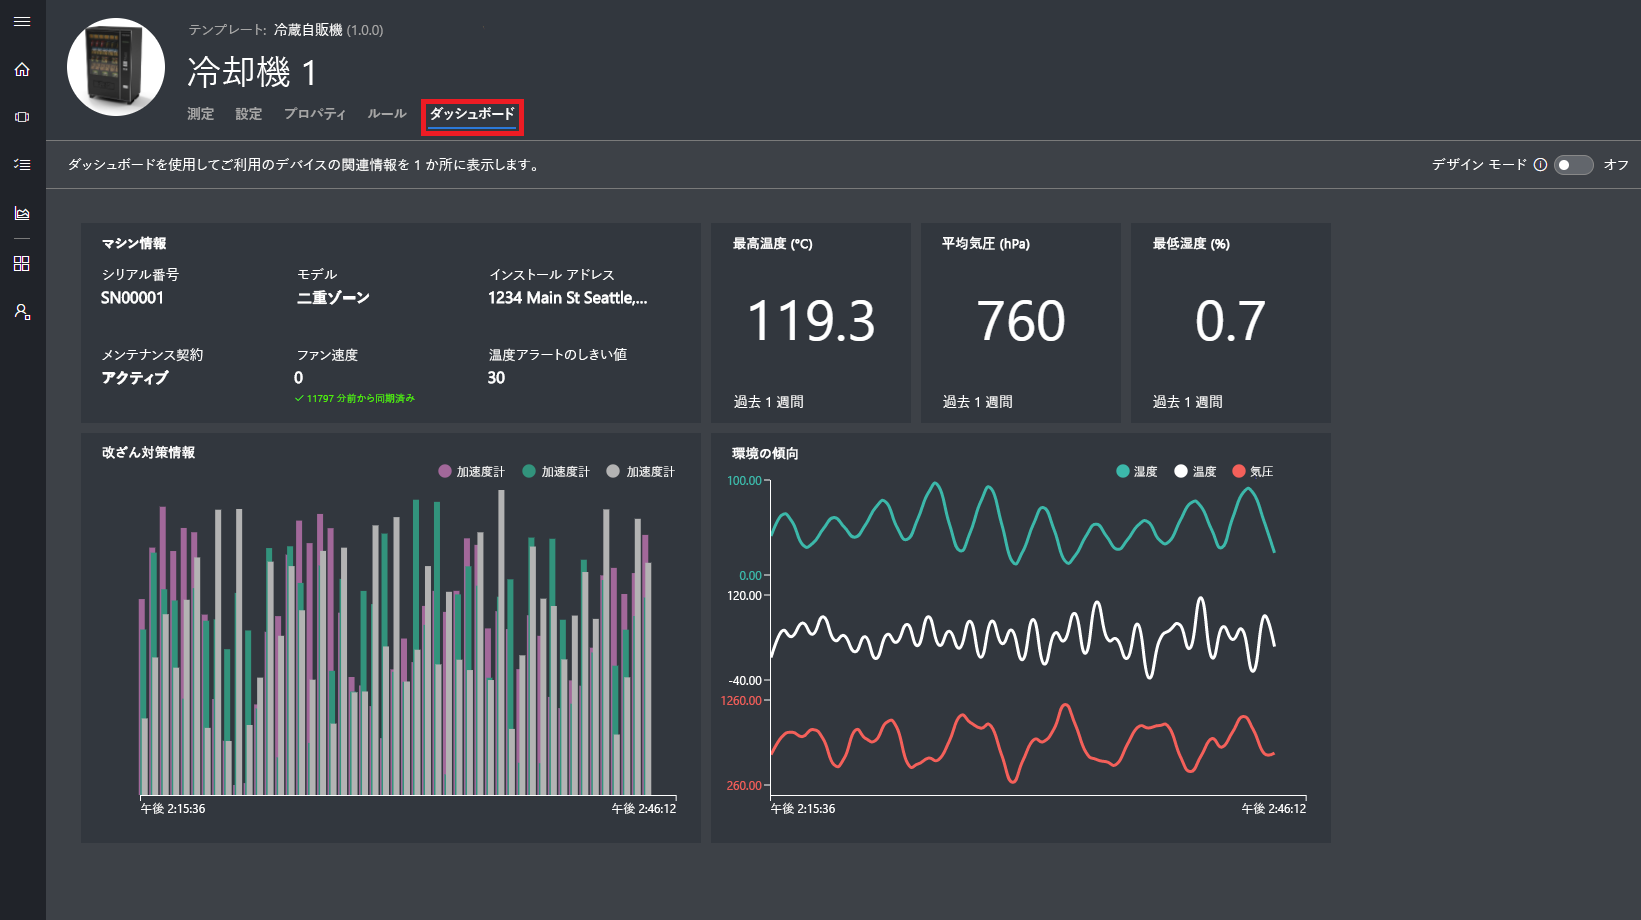 テンプレート: 冷蔵自販機 (1.0.0)
冷却機 1
測定 設定 プロパティ ルール ダッシュボード
ダッシュボードを使用してご利用のデバイスの関連情報を 1 か所に表示します。
デザイン モード オフ
マシン情報
シリアル番号 モデル インストール アドレス
SN00001 二重ゾーン 1234 Main St Seattle,...
メンテナンス契約 ファン速度 温度アラートのしきい値
アクティブ 0 30
11797 分前から同期済み
最高温度 (°C)
119.3
過去 1 週間
平均気圧 (hPa)
760
過去 1 週間
最低湿度 (%)
0.7
過去 1 週間
改ざん対策情報
加速度計 加速度計 加速度計
午後 2:15:36 午後 2:46:12
環境の傾向
湿度 温度 気圧
100.00
0.00
120.00
-40.00
1260.00
260.00
午後 2:15:36 午後 2:46:12